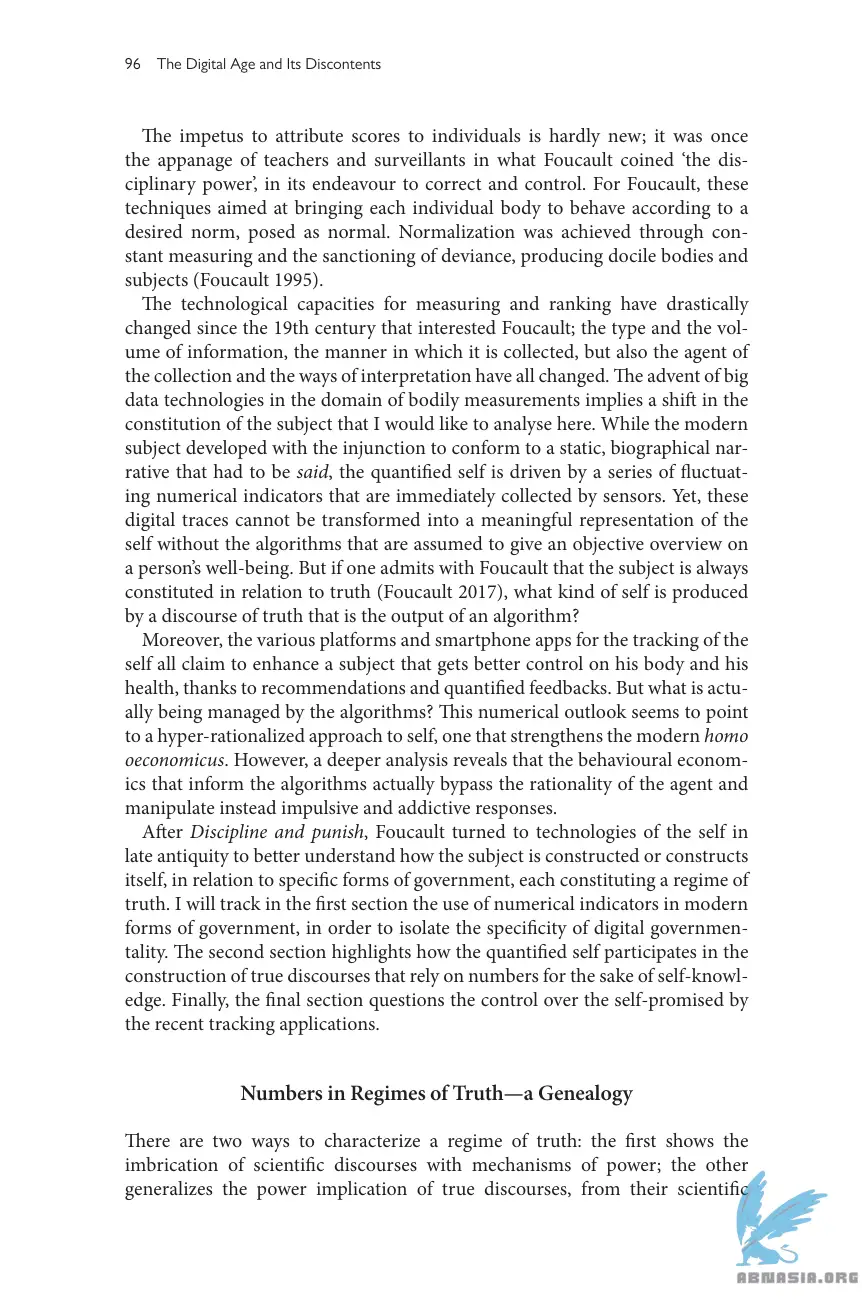 96 The Digital Age and Its Discontents
The impetus to attribute scores to individuals is hardly new; it was once
the appanage of teachers and surveillants in what Foucault coined ‘the dis-
ciplinary power’, in its endeavour to correct and control. For Foucault, these
techniques aimed at bringing each individual body to behave according to a
desired norm, posed as normal. Normalization was achieved through con-
stant measuring and the sanctioning of deviance, producing docile bodies and
subjects (Foucault 1995).
The technological capacities for measuring and ranking have drastically
changed since the 19th century that interested Foucault; the type and the vol-
ume of information, the manner in which it is collected, but also the agent of
the collection and the ways of interpretation have all changed. The advent of big
data technologies in the domain of bodily measurements implies a shift in the
constitution of the subject that I would like to analyse here. While the modern
subject developed with the injunction to conform to a static, biographical nar-
rative that had to be said, the quantified self is driven by a series of fluctuat-
ing numerical indicators that are immediately collected by sensors. Yet, these
digital traces cannot be transformed into a meaningful representation of the
self without the algorithms that are assumed to give an objective overview on
a person’s well-being. But if one admits with Foucault that the subject is always
constituted in relation to truth (Foucault 2017), what kind of self is produced
by a discourse of truth that is the output of an algorithm?
Moreover, the various platforms and smartphone apps for the tracking of the
self all claim to enhance a subject that gets better control on his body and his
health, thanks to recommendations and quantified feedbacks. But what is actu-
ally being managed by the algorithms? This numerical outlook seems to point
to a hyper-rationalized approach to self, one that strengthens the modern homo
oeconomicus. However, a deeper analysis reveals that the behavioural econom-
ics that inform the algorithms actually bypass the rationality of the agent and
manipulate instead impulsive and addictive responses.
After Discipline and punish, Foucault turned to technologies of the self in
late antiquity to better understand how the subject is constructed or constructs
itself, in relation to specific forms of government, each constituting a regime of
truth. I will track in the first section the use of numerical indicators in modern
forms of government, in order to isolate the specificity of digital governmen-
tality. The second section highlights how the quantified self participates in the
construction of true discourses that rely on numbers for the sake of self-knowl-
edge. Finally, the final section questions the control over the self-promised by
the recent tracking applications.
Numbers in Regimes of Truth—a Genealogy
There are two ways to characterize a regime of truth: the first shows the
imbrication of scientific discourses with mechanisms of power; the other
generalizes the power implication of true discourses, from their scientific
ABNASIA.ORG